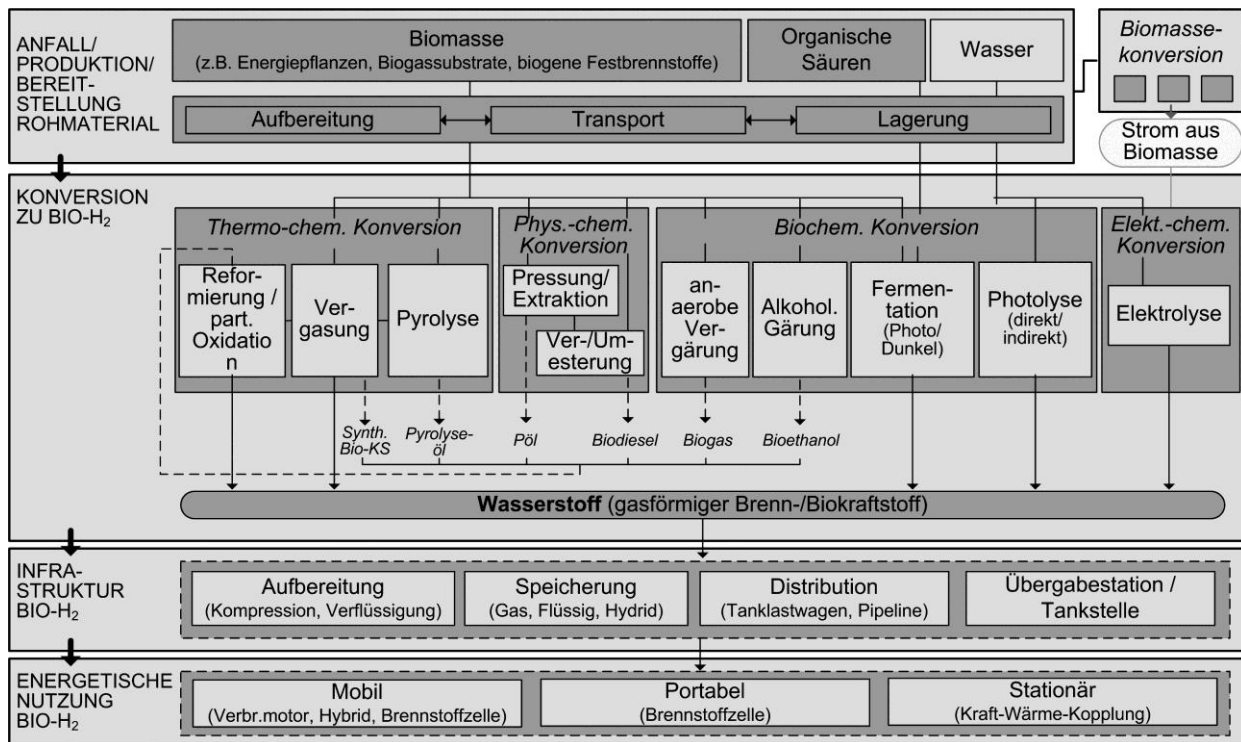 ANFALL/
PRODUKTION/
BEREIT-
STELLUNG
ROHMATERIAL
Biomasse
(z.B. Energiepflanzen, Biogassubstrate, biogene Festbrennstoffe)
Organische
Säuren
Wasser
Aufbereitung
Transport
Lagerung
Biomasse-
konversion
Strom aus
Biomasse
KONVERSION
ZU BIO-H₂
Thermo-chem. Konversion
Phys.-chem.
Konversion
Biochem. Konversion
Elekt.-chem.
Konversion
Refor-
mierung /
part.
Oxidatio
n
Ver-
gasung
Pyrolyse
Pressung/
Extraktion
Ver-/Um-
esterung
an-
aerobe
Ver-
gärung
Alkohol.
Gärung
Fermen-
tation
(Photo/
Dunkel)
Photolyse
(direkt/
indirekt)
Elektrolyse
Synth.
Bio-KS
Pyrolyse-
öl
Pöl
Biodiesel
Biogas
Bioethanol
Wasserstoff (gasförmiger Brenn-/Biokraftstoff)
INFRA-
STRUKTUR
BIO-H₂
Aufbereitung
(Kompression, Verflüssigung)
Speicherung
(Gas, Flüssig, Hydrid)
Distribution
(Tanklastwagen, Pipeline)
Übergabestation /
Tankstelle
ENERGETISCHE
NUTZUNG
BIO-H₂
Mobil
(Verbr.motor, Hybrid, Brennstoffzelle)
Portabel
(Brennstoffzelle)
Stationär
(Kraft-Wärme-Kopplung)